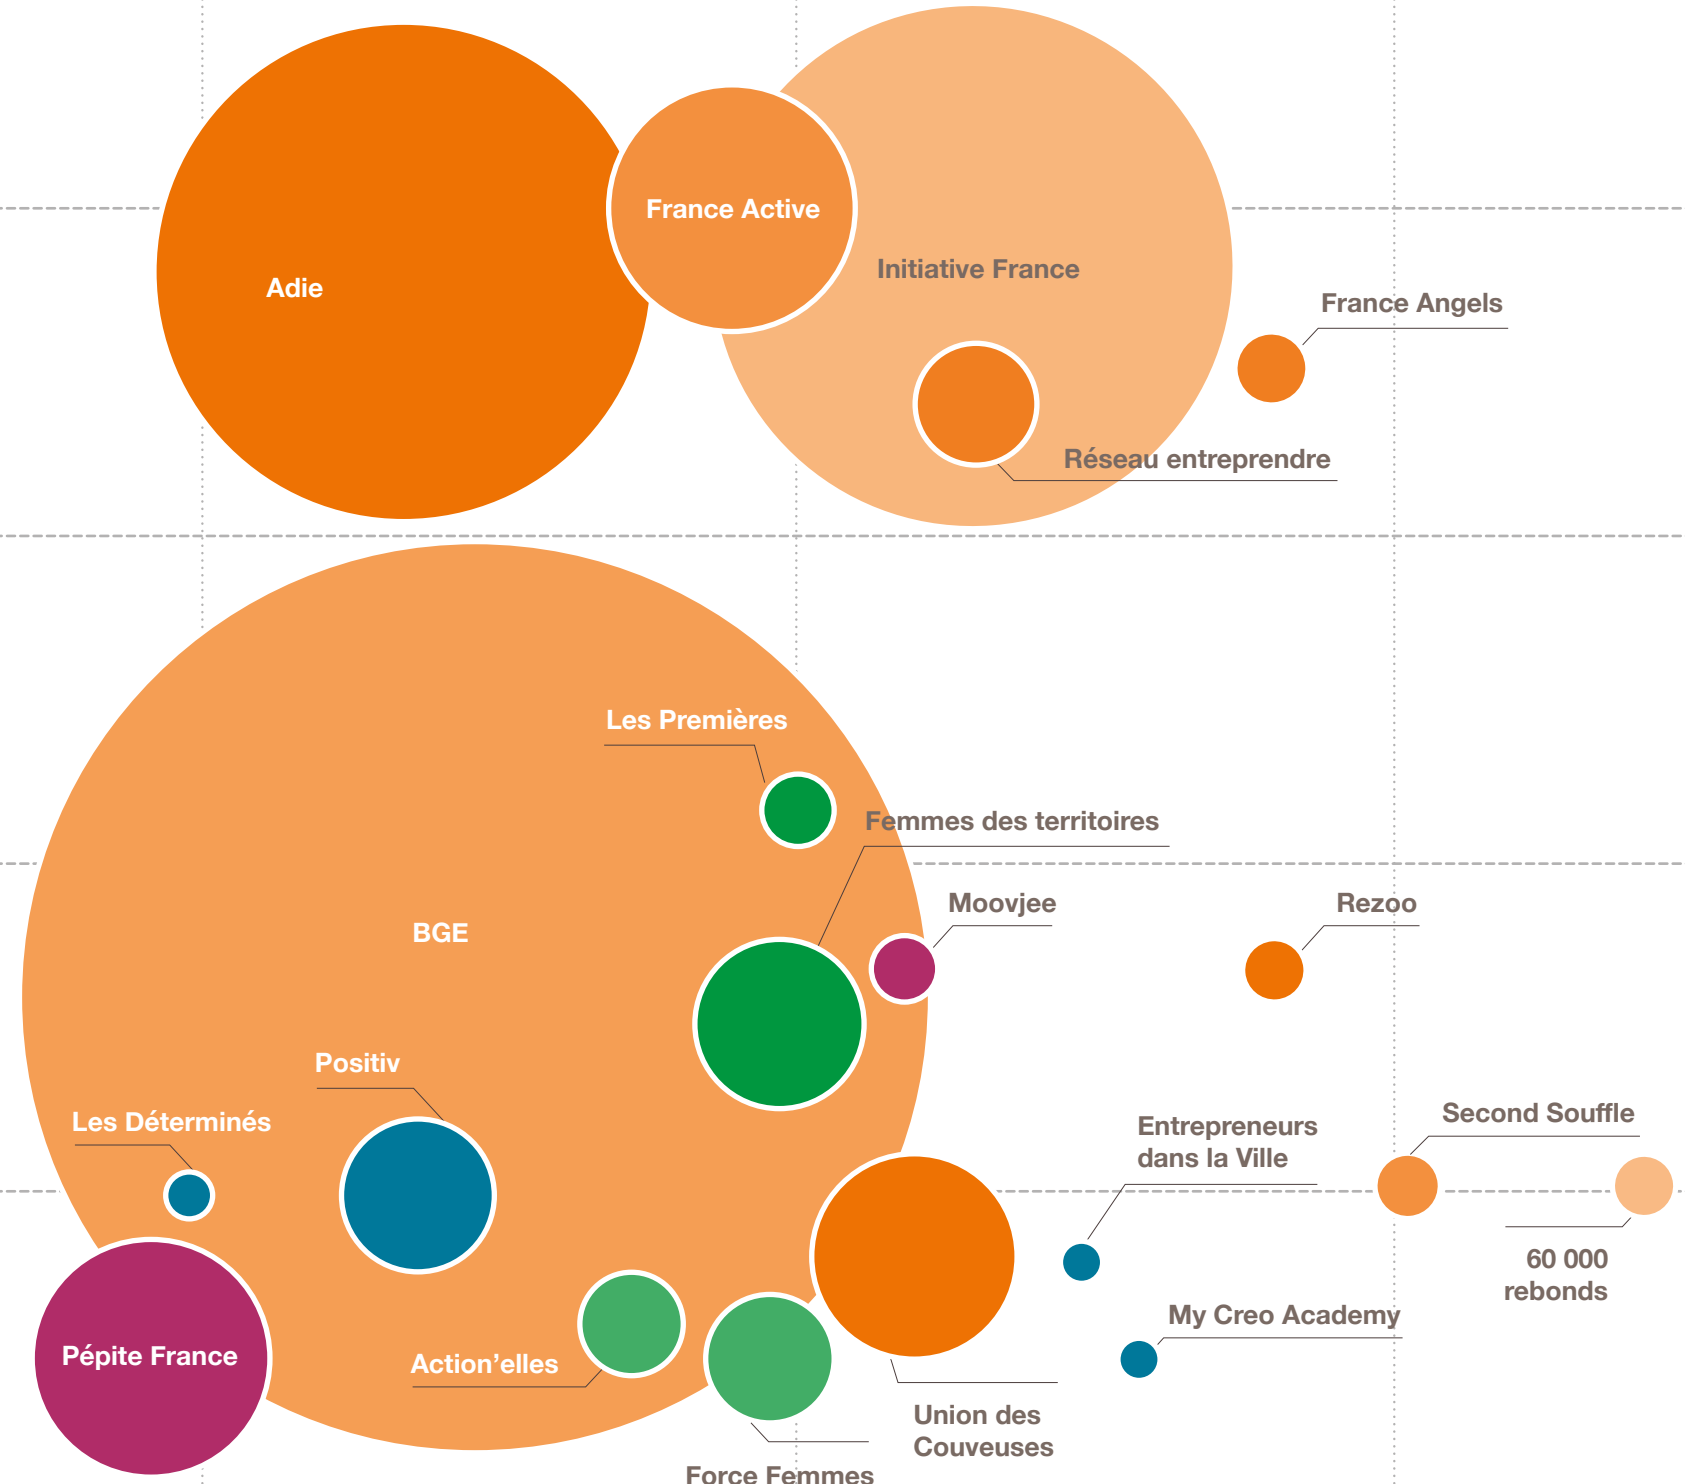 France Active
Initiative France
Adie
France Angels
Réseau entreprendre
Les Premières
Femmes des territoires
Moovjee
Rezoo
BGE
Positiv
Les Déterminés
Entrepreneurs
dans la Ville
Second Souffle
60 000
rebonds
My Creo Academy
Pépite France
Action’elles
Union des
Couveuses
Force Femmes